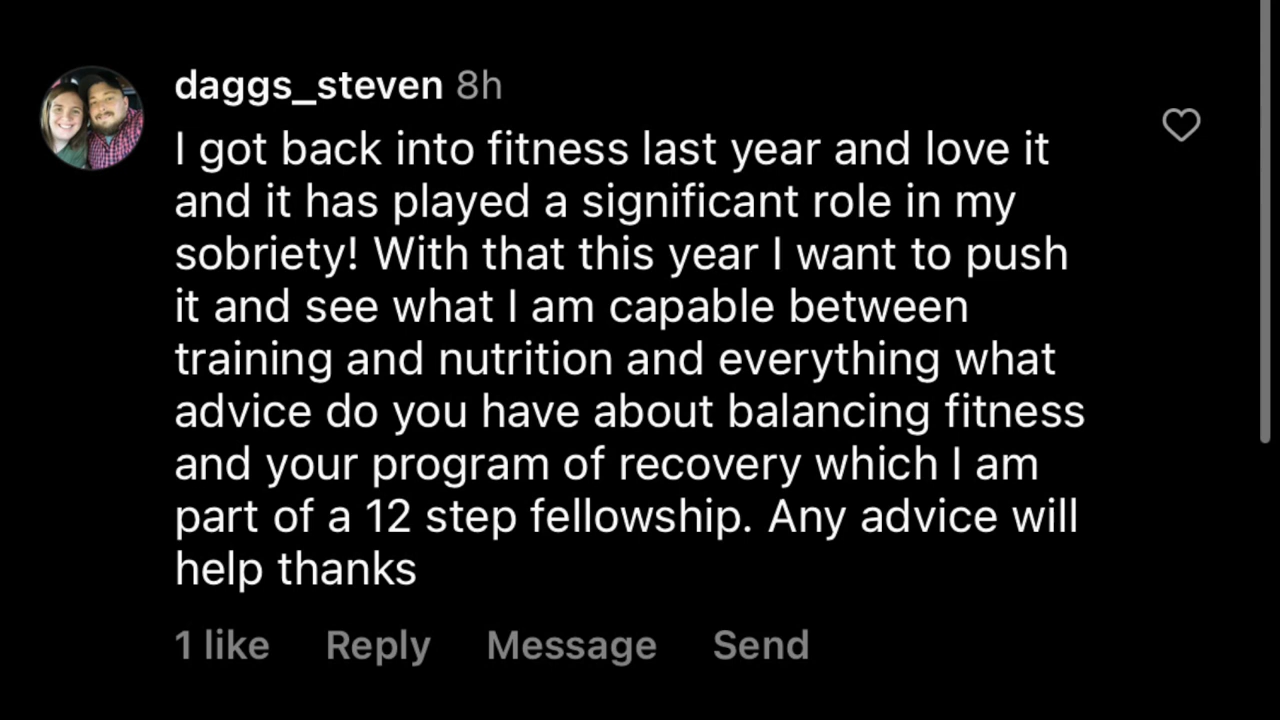 daggs_steven 8h
I got back into fitness last year and love it
and it has played a significant role in my
sobriety! With that this year I want to push
it and see what I am capable between
training and nutrition and everything what
advice do you have about balancing fitness
and your program of recovery which I am
part of a 12 step fellowship. Any advice will
help thanks
1 like Reply Message Send